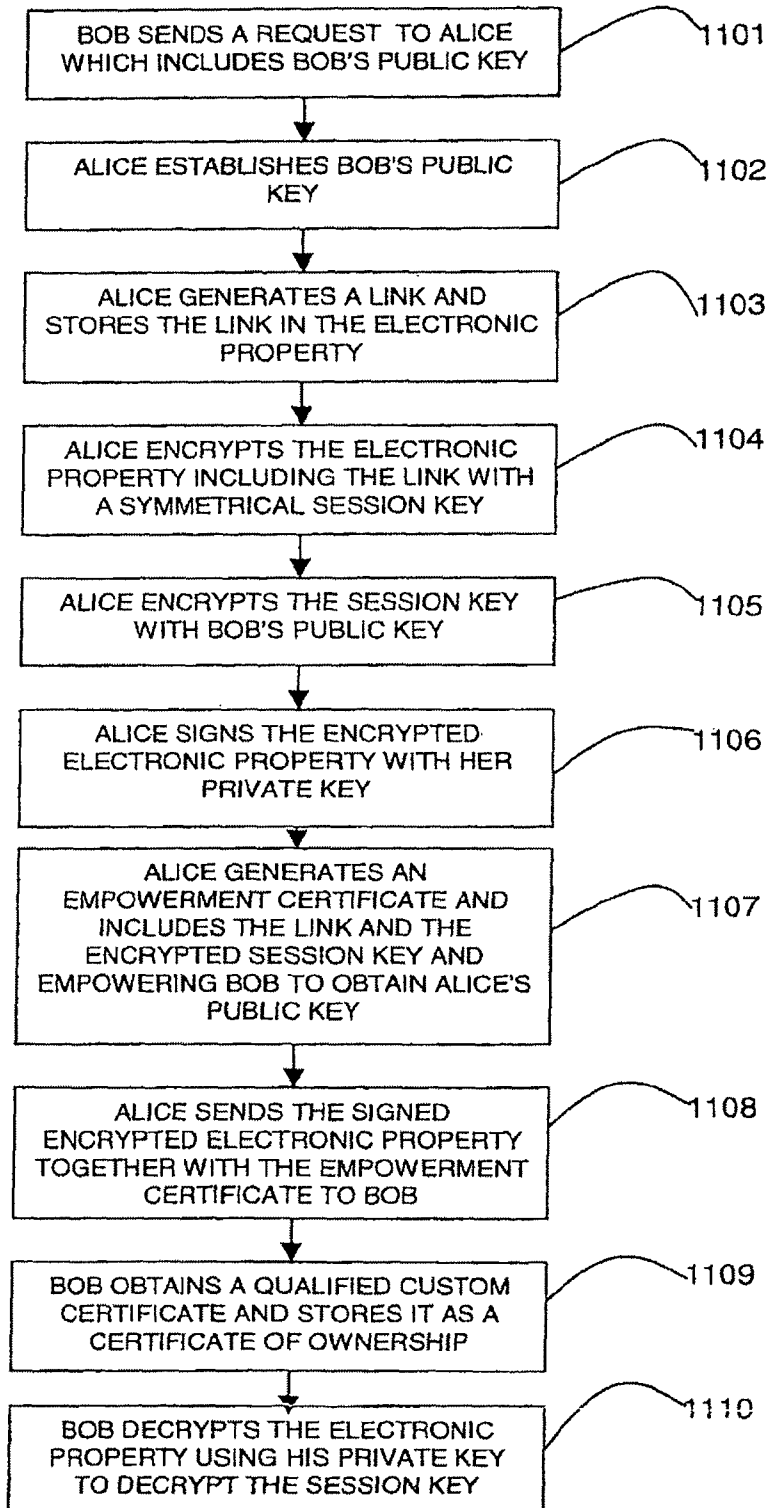 BOB SENDS A REQUEST TO ALICE
WHICH INCLUDES BOB'S PUBLIC KEY
1101
ALICE ESTABLISHES BOB'S PUBLIC
KEY
1102
ALICE GENERATES A LINK AND
STORES THE LINK IN THE ELECTRONIC
PROPERTY
1103
ALICE ENCRYPTS THE ELECTRONIC
PROPERTY INCLUDING THE LINK WITH
A SYMMETRICAL SESSION KEY
1104
ALICE ENCRYPTS THE SESSION KEY
WITH BOB'S PUBLIC KEY
1105
ALICE SIGNS THE ENCRYPTED
ELECTRONIC PROPERTY WITH HER
PRIVATE KEY
1106
ALICE GENERATES AN
EMPOWERMENT CERTIFICATE AND
INCLUDES THE LINK AND THE
ENCRYPTED SESSION KEY AND
EMPOWERING BOB TO OBTAIN ALICE'S
PUBLIC KEY
1107
ALICE SENDS THE SIGNED
ENCRYPTED ELECTRONIC PROPERTY
TOGETHER WITH THE EMPOWERMENT
CERTIFICATE TO BOB
1108
BOB OBTAINS A QUALIFIED CUSTOM
CERTIFICATE AND STORES IT AS A
CERTIFICATE OF OWNERSHIP
1109
BOB DECRYPTS THE ELECTRONIC
PROPERTY USING HIS PRIVATE KEY
TO DECRYPT THE SESSION KEY
1110